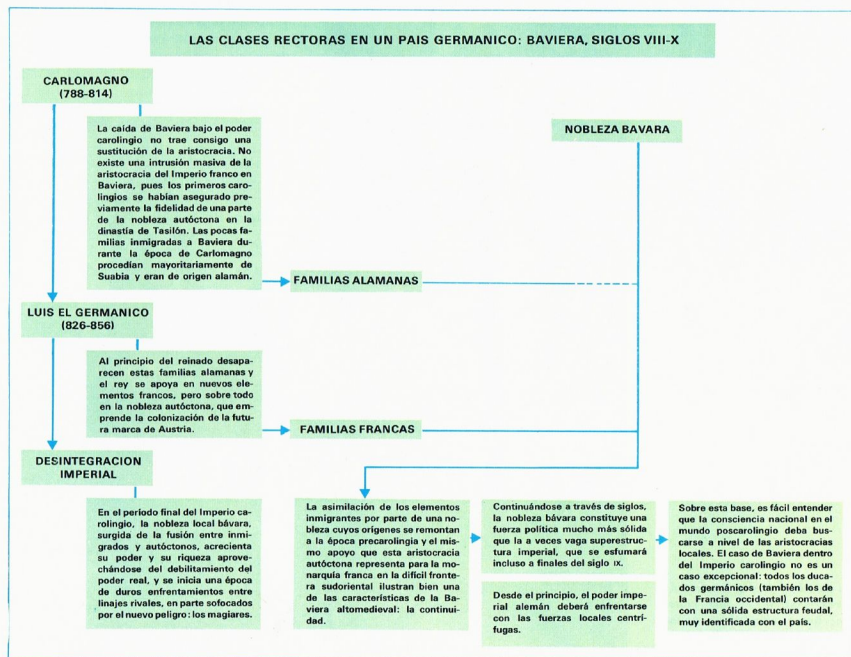 LAS CLASES RECTORAS EN UN PAIS GERMANICO: BAVIERA, SIGLOS VIII-X
CARLOMAGNO
(788-814)
La caída de Baviera bajo el poder
carolingio no trae consigo una
sustitución de la aristocracia. No
existe una intrusión masiva de la
aristocracia del Imperio franco en
Baviera, pues los primeros caro-
lingios se habían asegurado pre-
viamente la fidelidad de una parte
de la nobleza autóctona en la
dinastía de Tasilón. Las pocas fa-
milias inmigradas a Baviera du-
rante la época de Carlomagno
procedían mayoritariamente de
Suabia y eran de origen alamán.
NOBLEZA BAVARA
FAMILIAS ALAMANAS
LUIS EL GERMANICO
(826-856)
Al principio del reinado desapa-
recen estas familias alamanas y
el rey se apoya en nuevos ele-
mentos francos, pero sobre todo
en la nobleza autóctona, que em-
prende la colonización de la futu-
ra marca de Austria.
FAMILIAS FRANCAS
DESINTEGRACION
IMPERIAL
En el período final del Imperio ca-
rolingio, la nobleza local bávara,
surgida de la fusión entre inmi-
grados y autóctonos, acrecienta
su poder y su riqueza aprove-
chándose del debilitamiento del
poder real, y se inicia una época
de duros enfrentamientos entre
linajes rivales, en parte sofocados
por el nuevo peligro: los magiares.
La asimilación de los elementos
inmigrantes por parte de una no-
bleza cuyos orígenes se remontan
a la época precarolingia y el mis-
mo apoyo que esta aristocracia
autóctona representa para la mo-
narquía franca en la difícil fronte-
ra sudoriental ilustran bien una
de las características de la Ba-
viera altomedieval: la continui-
dad.
Continuándose a través de siglos,
la nobleza bávara constituye una
fuerza política mucho más sólida
que la a veces vaga superestruc-
tura imperial, que se esfumará
incluso a finales del siglo IX.
Desde el principio, el poder impe-
rial alemán deberá enfrentarse
con las fuerzas locales centrí-
fugas.
Sobre esta base, es fácil entender
que la consciencia nacional en el
mundo poscarolingio deba bus-
carse a nivel de las aristocracias
locales. El caso de Baviera dentro
del Imperio carolingio no es un
caso excepcional: todos los duca-
dos germánicos (también los de
la Francia occidental) contarán
con una sólida estructura feudal,
muy identificada con el país.